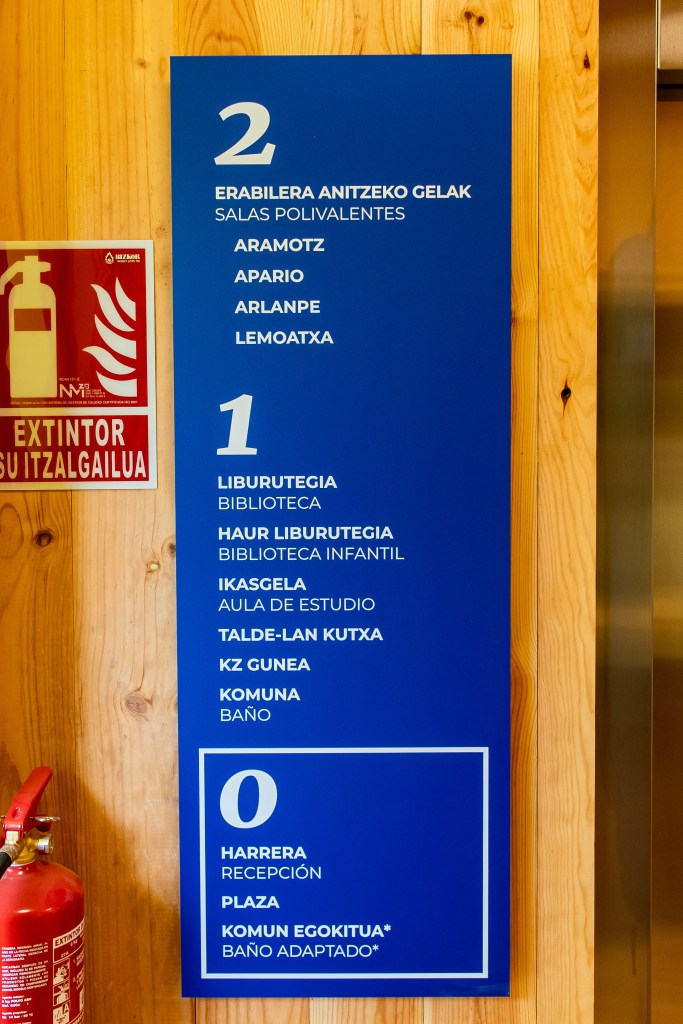 2
ERABILERA ANITZEKO GELAK
SALAS POLIVALENTES
ARAMOTZ
APARIO
ARLANPE
LEMOATXA
1
LIBURUTEGIA
BIBLIOTECA
HAUR LIBURUTEGIA
BIBLIOTECA INFANTIL
IKASGELA
AULA DE ESTUDIO
TALDE-LAN KUTXA
KZ GUNEA
KOMUNA
BAÑO
0
HARRERA
RECEPCIÓN
PLAZA
KOMUN EGOKITUA*
BAÑO ADAPTADO*
EXTINTOR
SU ITZALGAILUA
EXTINTOR